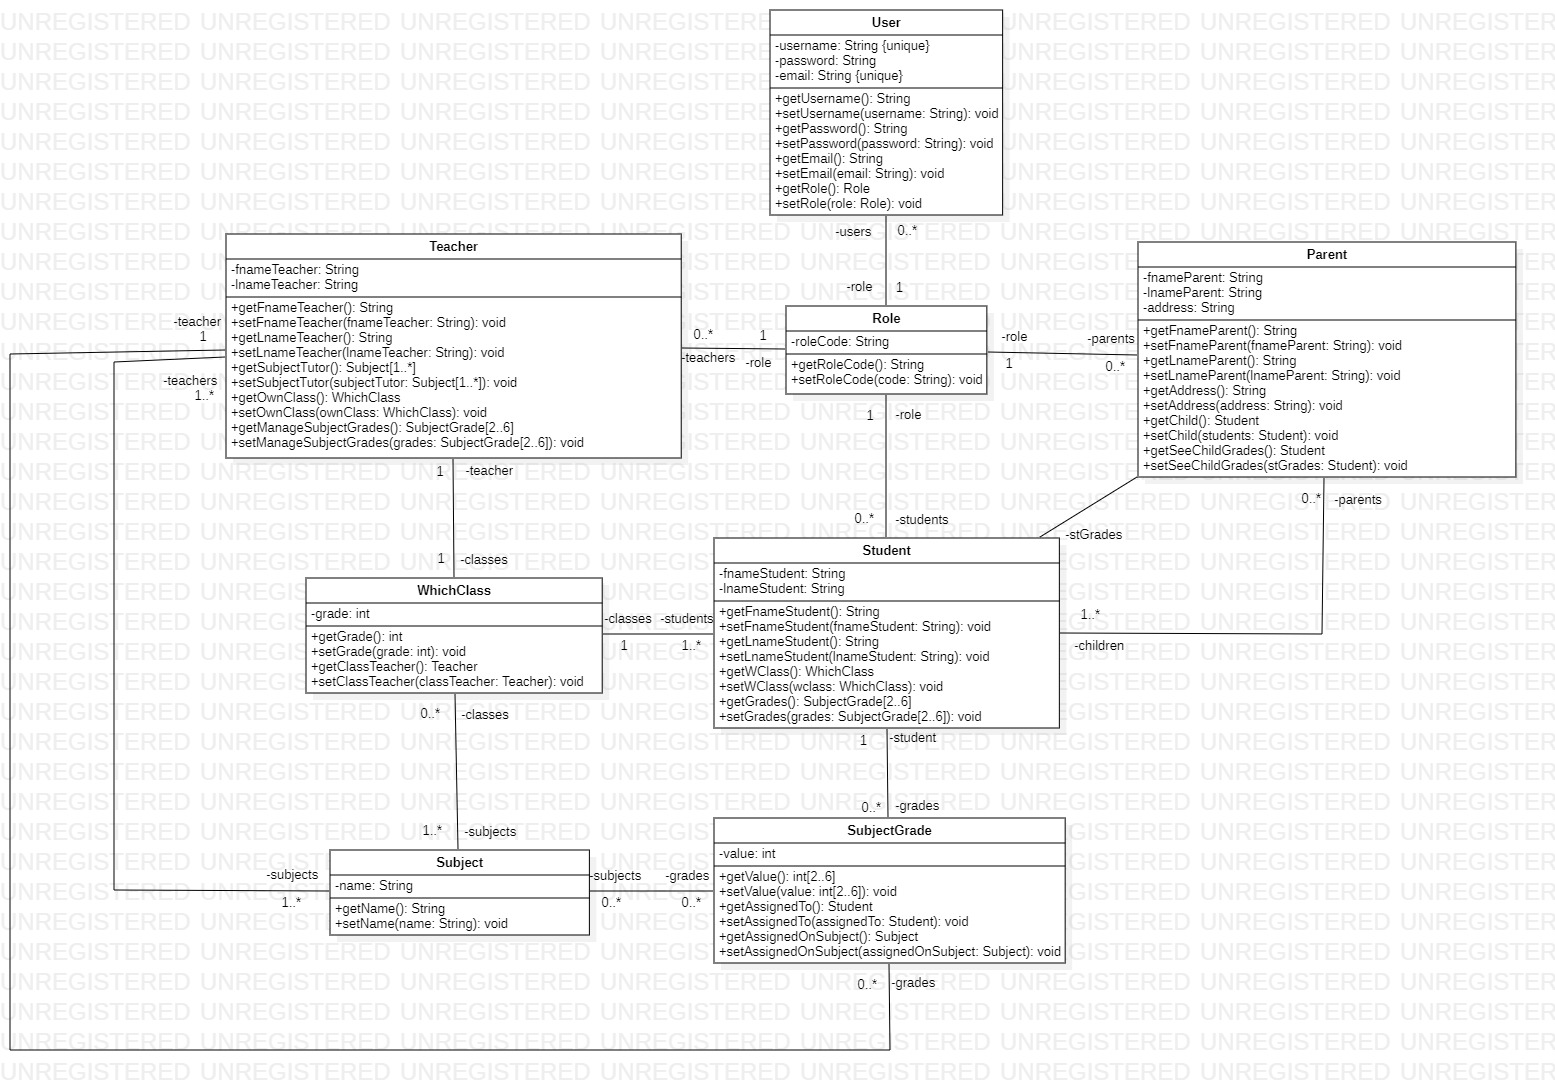 User
-username: String {unique}
-password: String
-email: String {unique}
+getUsername(): String
+setUsername(username: String): void
+getPassword(): String
+setPassword(password: String): void
+getEmail(): String
+setEmail(email: String): void
+getRole(): Role
+setRole(role: Role): void
-users 0..*
-role 1
Teacher
-fnameTeacher: String
-lnameTeacher: String
+getFnameTeacher(): String
+setFnameTeacher(fnameTeacher: String): void
+getLnameTeacher(): String
+setLnameTeacher(lnameTeacher: String): void
+getSubjectTutor(): Subject[1..*]
+setSubjectTutor(subjectTutor: Subject[1..*]): void
+getOwnClass(): WhichClass
+setOwnClass(ownClass: WhichClass): void
+getManageSubjectGrades(): SubjectGrade[2..6]
+setManageSubjectGrades(grades: SubjectGrade[2..6]): void
-teacher
1
-teachers
1..*
0..* 1
-teachers -role
Role
-roleCode: String
+getRoleCode(): String
+setRoleCode(code: String): void
-role -parents
1 0..*
Parent
-fnameParent: String
-lnameParent: String
-address: String
+getFnameParent(): String
+setFnameParent(fnameParent: String): void
+getLnameParent(): String
+setLnameParent(lnameParent: String): void
+getAddress(): String
+setAddress(address: String): void
+getChild(): Student
+setChild(students: Student): void
+getSeeChildGrades(): Student
+setSeeChildGrades(stGrades: Student): void
1 -role
0..* -students
1 -teacher
1 -classes
0..* -parents
-stGrades
1..*
-children
WhichClass
-grade: int
+getGrade(): int
+setGrade(grade: int): void
+getClassTeacher(): Teacher
+setClassTeacher(classTeacher: Teacher): void
-classes -students
1 1..*
Student
-fnameStudent: String
-lnameStudent: String
+getFnameStudent(): String
+setFnameStudent(fnameStudent: String): void
+getLnameStudent(): String
+setLnameStudent(lnameStudent: String): void
+getWClass(): WhichClass
+setWClass(wclass: WhichClass): void
+getGrades(): SubjectGrade[2..6]
+setGrades(grades: SubjectGrade[2..6]): void
0..* -classes
1..* -subjects
1 -student
0..* -grades
Subject
-name: String
+getName(): String
+setName(name: String): void
-subjects
1..*
-subjects -grades
0..* 0..*
SubjectGrade
-value: int
+getValue(): int[2..6]
+setValue(value: int[2..6]): void
+getAssignedTo(): Student
+setAssignedTo(assignedTo: Student): void
+getAssignedOnSubject(): Subject
+setAssignedOnSubject(assignedOnSubject: Subject): void
0..* -grades
UNREGISTERED